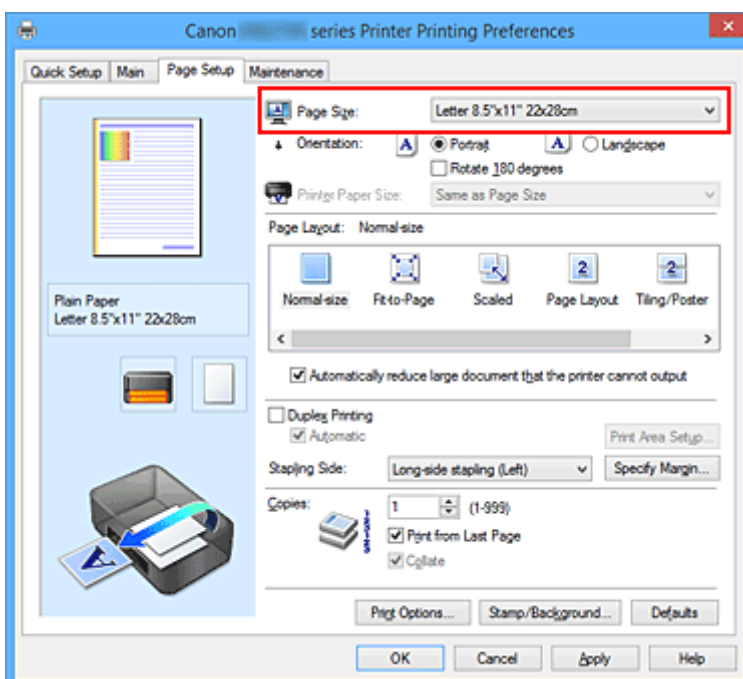 Canon series Printer Printing Preferences
Quick Setup Main Page Setup Maintenance
Page Size: Letter 8.5"x11" 22x28cm
Orientation: A Portrait A Landscape
Rotate 180 degrees
Printer Paper Size: Same as Page Size
Page Layout: Normal-size
2 2
Normal-size Fit-to-Page Scaled Page Layout Tiling/Poster
Plain Paper
Letter 8.5"x11" 22x28cm
Automatically reduce large document that the printer cannot output
Duplex Printing
Automatic
Print Area Setup...
Stapling Side: Long-side stapling (Left) Specify Margin...
Copies: 1 (1-999)
Print from Last Page
Collate
A
Print Options... Stamp/Background... Defaults
OK Cancel Apply Help